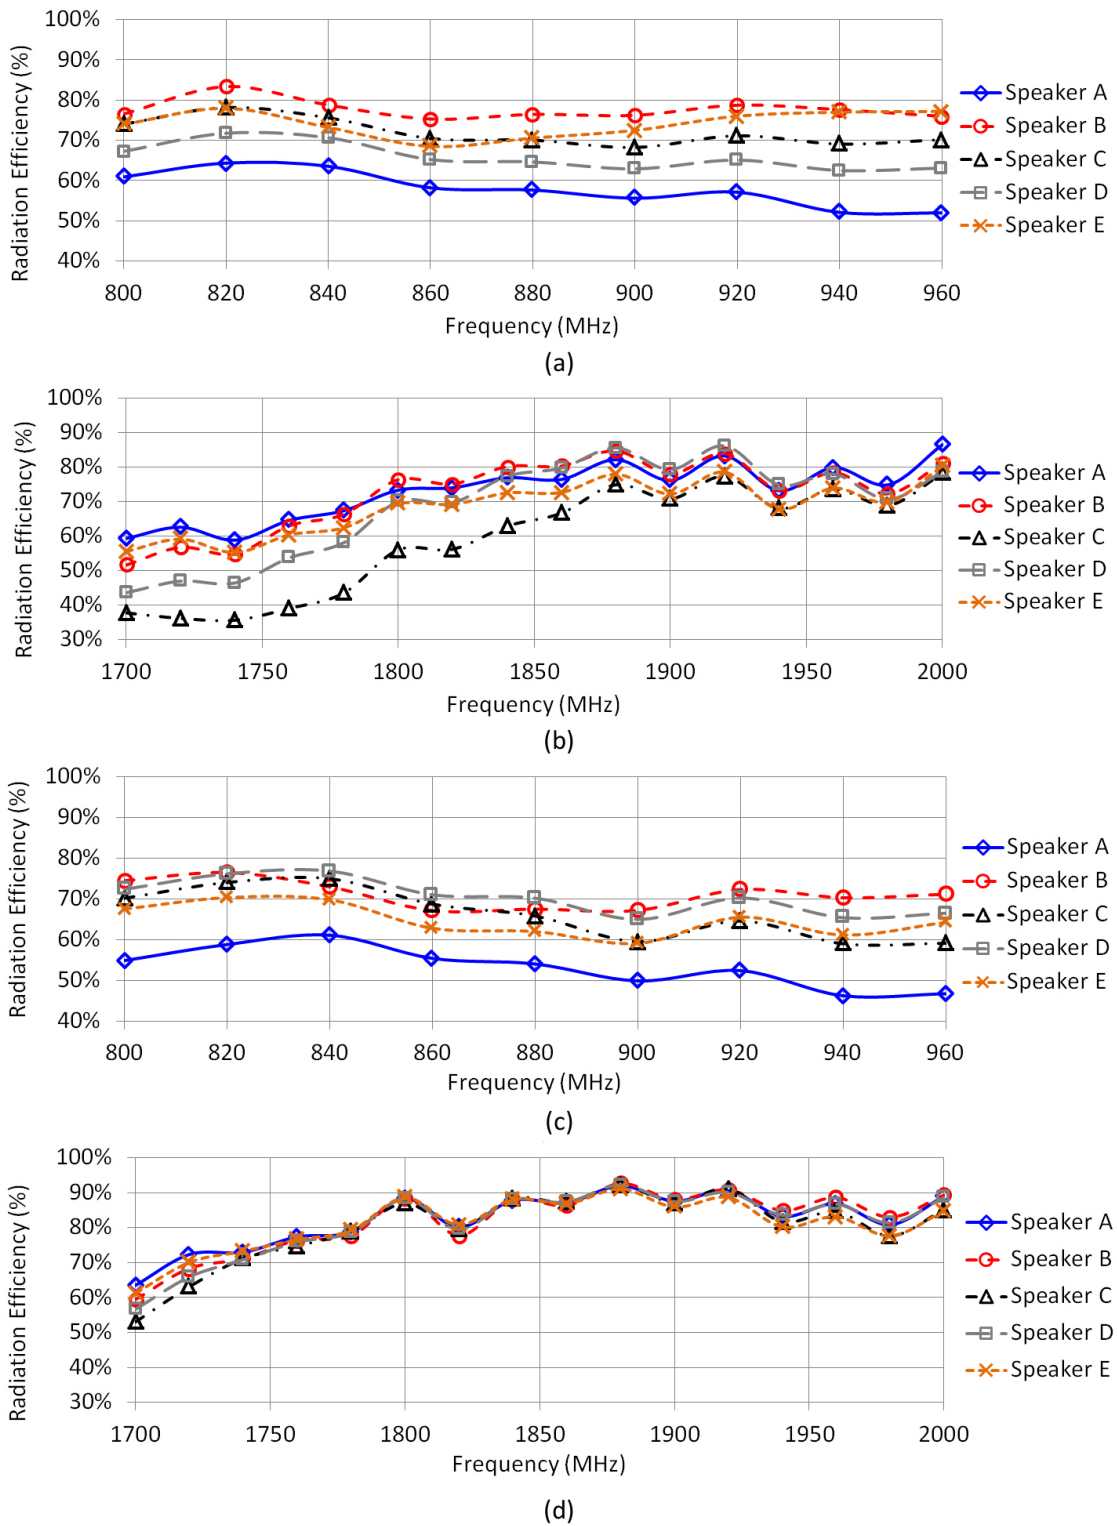 Radiation Efficiency (%)
100%
90%
80%
70%
60%
50%
40%
800 820 840 860 880 900 920 940 960
Frequency (MHz)
Speaker A
Speaker B
Speaker C
Speaker D
Speaker E
(a)
Radiation Efficiency (%)
100%
90%
80%
70%
60%
50%
40%
30%
1700 1750 1800 1850 1900 1950 2000
Frequency (MHz)
Speaker A
Speaker B
Speaker C
Speaker D
Speaker E
(b)
Radiation Efficiency (%)
100%
90%
80%
70%
60%
50%
40%
800 820 840 860 880 900 920 940 960
Frequency (MHz)
Speaker A
Speaker B
Speaker C
Speaker D
Speaker E
(c)
Radiation Efficiency (%)
100%
90%
80%
70%
60%
50%
40%
30%
1700 1750 1800 1850 1900 1950 2000
Frequency (MHz)
Speaker A
Speaker B
Speaker C
Speaker D
Speaker E
(d)